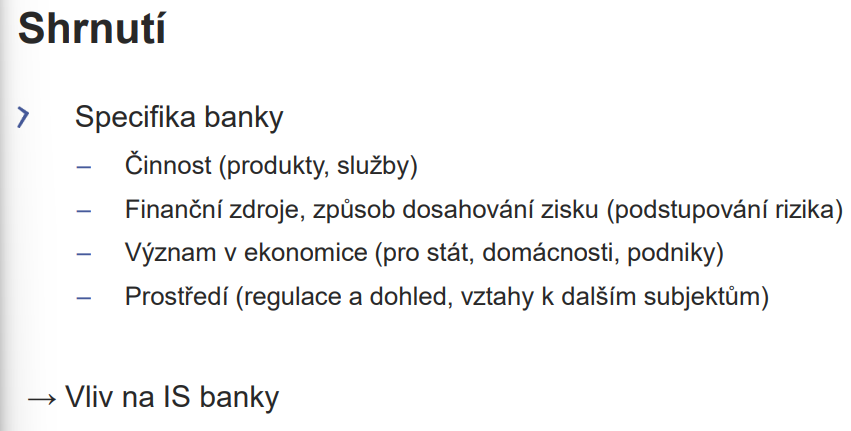 Shrnutí
Specifika banky
– Činnost (produkty, služby)
– Finanční zdroje, způsob dosahování zisku (podstupování rizika)
– Význam v ekonomice (pro stát, domácnosti, podniky)
– Prostředí (regulace a dohled, vztahy k dalším subjektům)
→ Vliv na IS banky